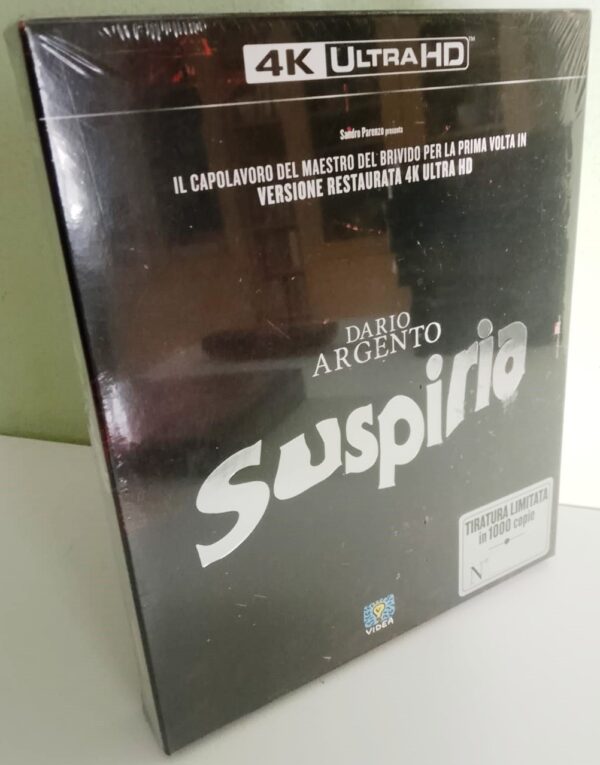 4K ULTRAHD™
Sandro Parenzo presenta
IL CAPOLAVORO DEL MAESTRO DEL BRIVIDO PER LA PRIMA VOLTA IN
VERSIONE RESTAURATA 4K ULTRA HD
DARIO
ARGENTO
Suspiria
TIRATURA LIMITATA
in 1000 copie
N°
VIDEA